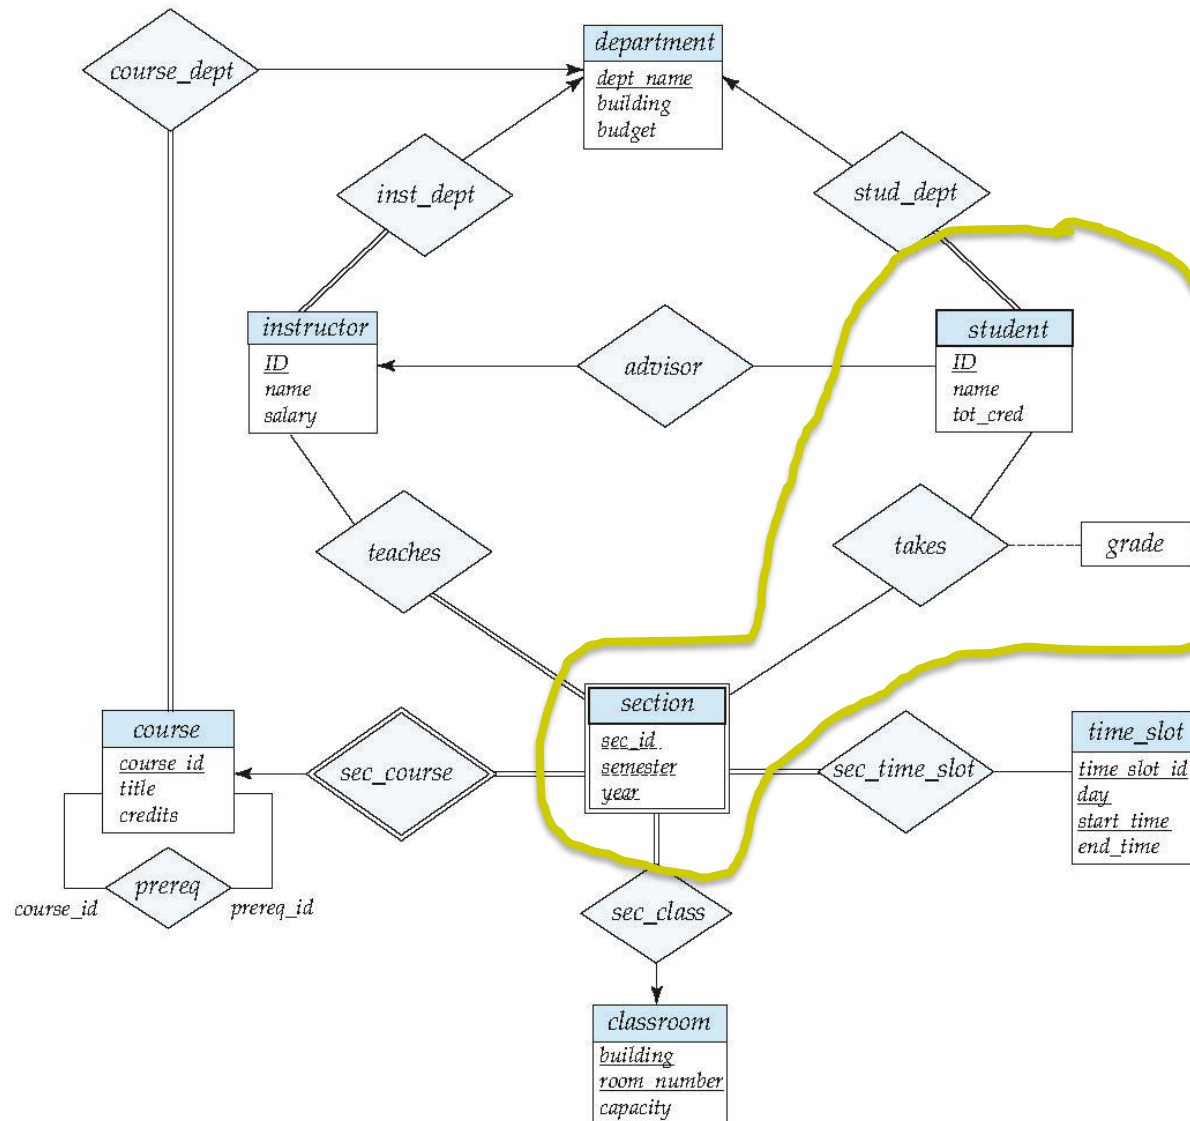 department
course_dept
dept_name
building
budget
inst_dept
stud_dept
instructor
ID
name
salary
advisor
student
ID
name
tot_cred
teaches
takes
grade
section
sec_id
semester
year
course
course_id
title
credits
sec_course
sec_time_slot
time_slot
time_slot_id
day
start_time
end_time
prereq
course_id
prereq_id
sec_class
classroom
building
room_number
capacity